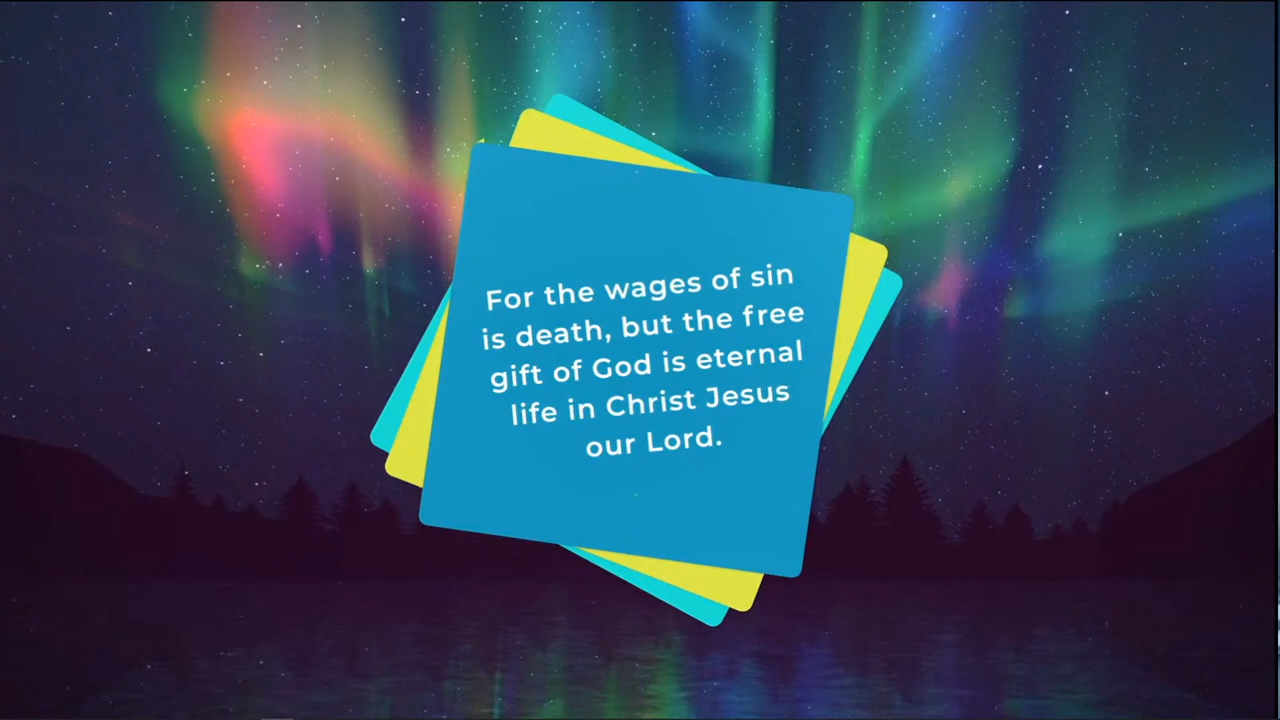 For the wages of sin
is death, but the free
gift of God is eternal
life in Christ Jesus
our Lord.